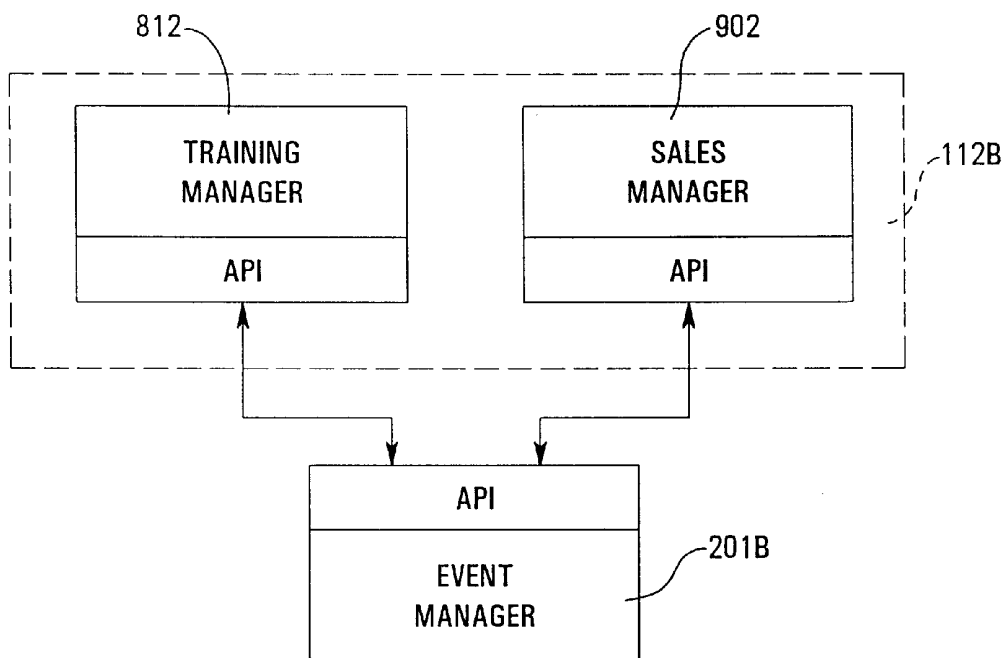 812
902
TRAINING
MANAGER
API
SALES
MANAGER
API
112B
API
EVENT
MANAGER
201B